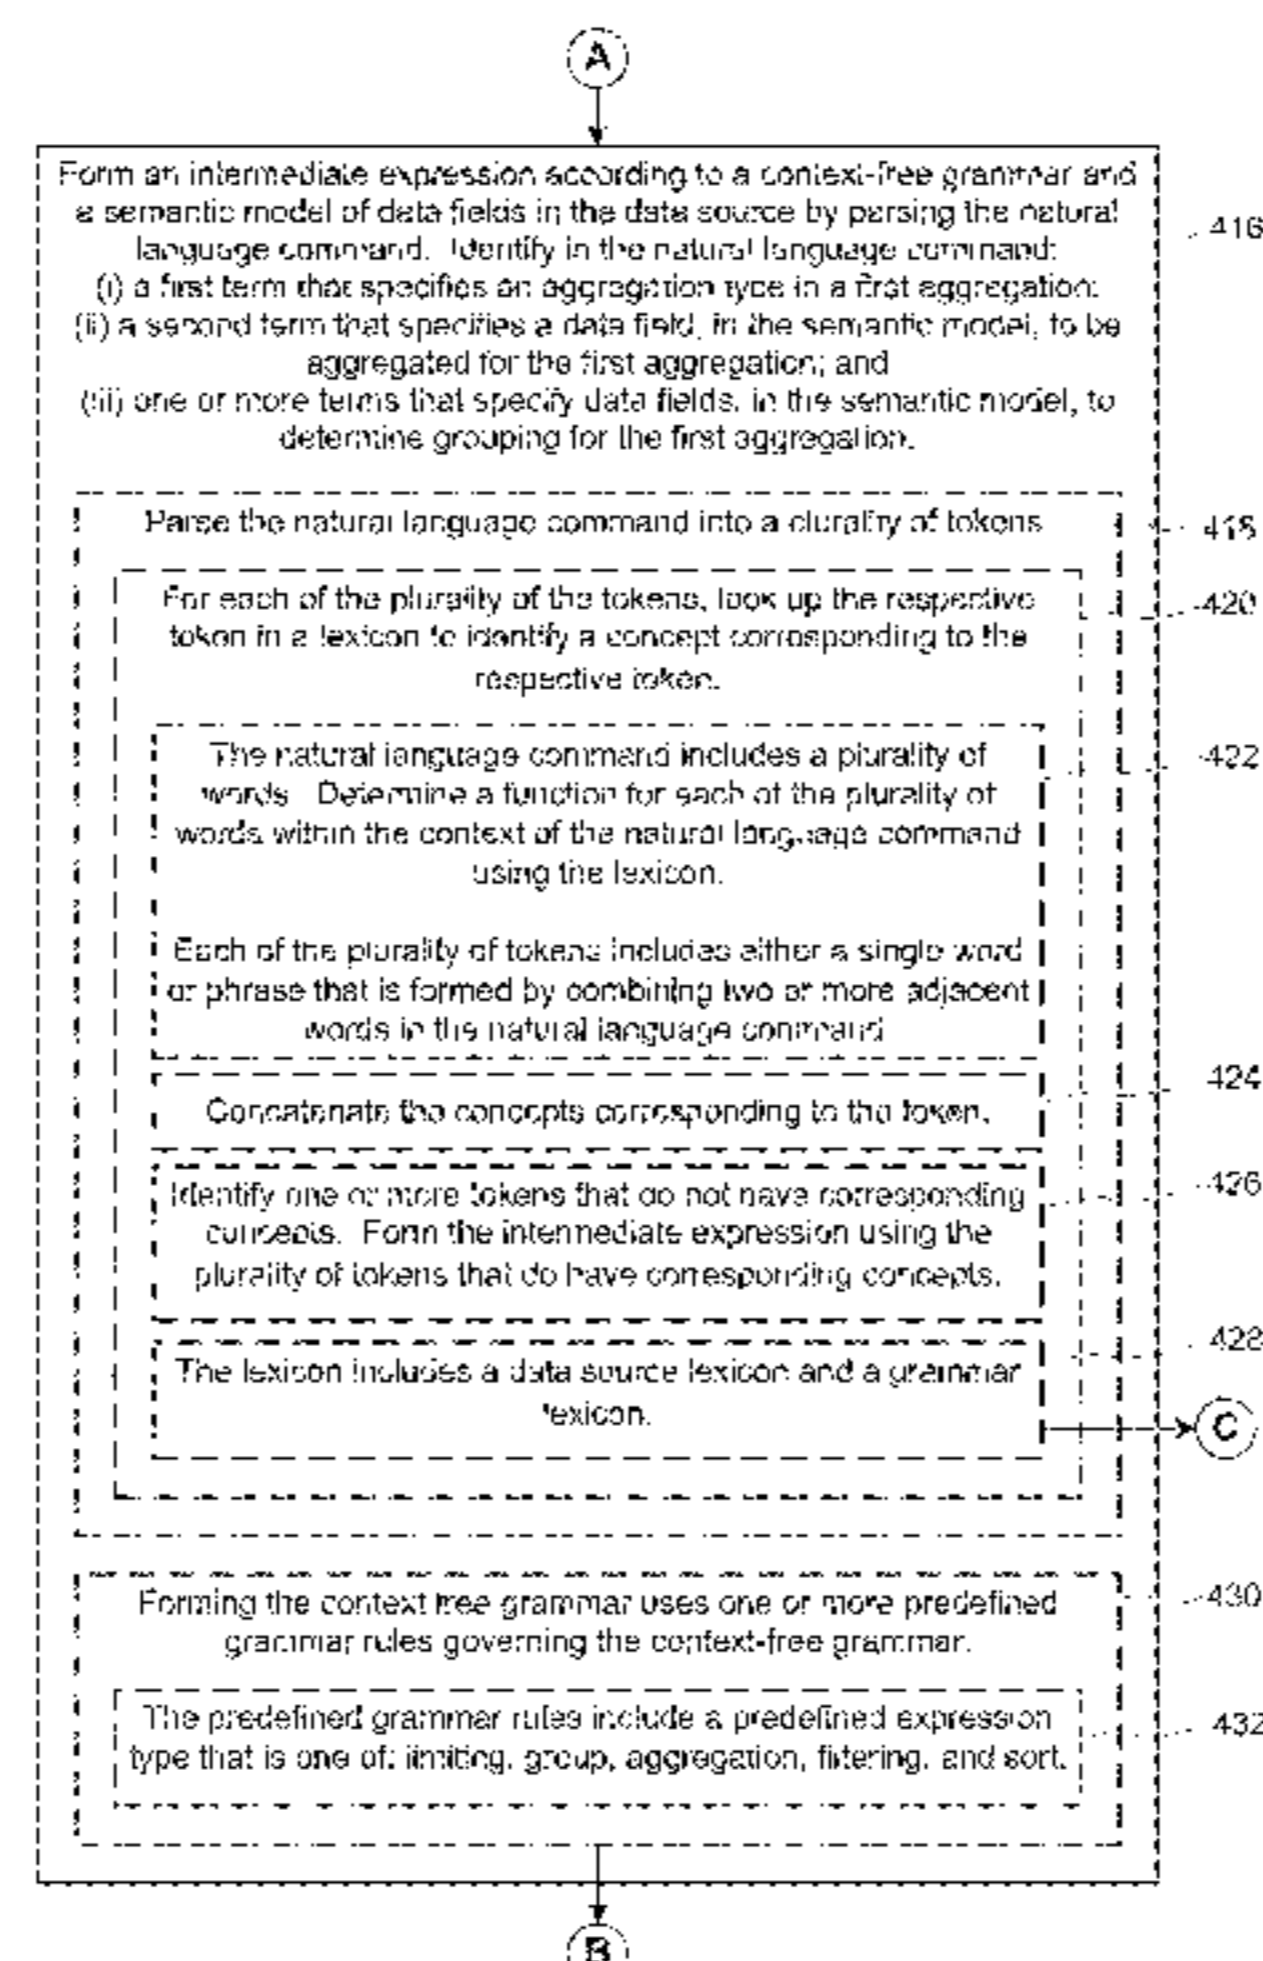 A
Form an intermediate expression according to a context-free grammar and
a semantic model of data fields in the data source by parsing the natural
language command. Identify in the natural language command:
416
(i) a first term that specifies an aggregation type in a first aggregation;
(ii) a second term that specifies a data field, in the semantic model, to be
aggregated for the first aggregation; and
(iii) one or more terms that specify data fields, in the semantic model, to
determine grouping for the first aggregation.
Parse the natural language command into a plurality of tokens
418
For each of the plurality of the tokens, look up the respective
420
token in a lexicon to identify a concept corresponding to the
respective token.
The natural language command includes a plurality of
422
words. Determine a function for each of the plurality of
words within the context of the natural language command
using the lexicon.
Each of the plurality of tokens includes either a single word
or phrase that is formed by combining two or more adjacent
words in the natural language command
424
Concatenate the concepts corresponding to the token.
Identify one or more tokens that do not have corresponding
426
concepts. Form the intermediate expression using the
plurality of tokens that do have corresponding concepts.
428
The lexicon includes a data source lexicon and a grammar
lexicon.
C
Forming the context free grammar uses one or more predefined
430
grammar rules governing the context-free grammar.
The predefined grammar rules include a predefined expression
432
type that is one of: limiting, group, aggregation, filtering, and sort.
B